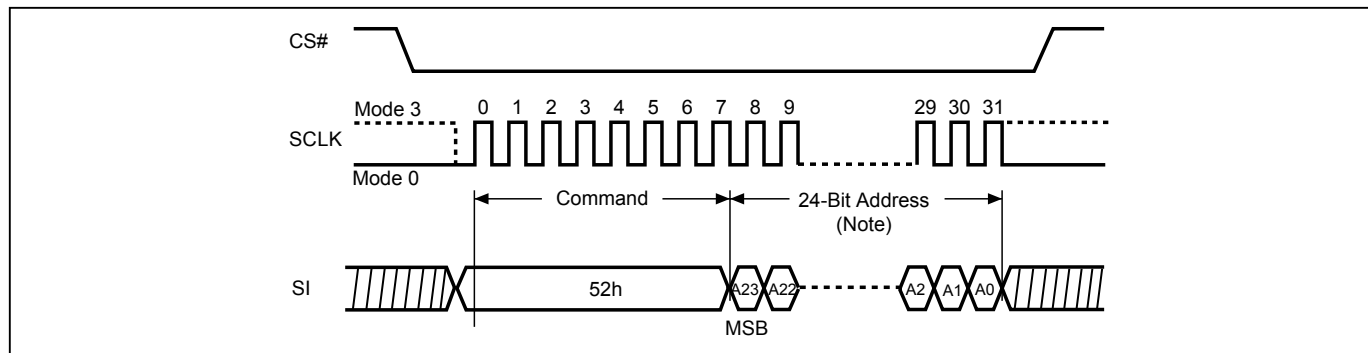 CS#
Mode 3
0 1 2 3 4 5 6 7 8 9 29 30 31
SCLK
Mode 0
Command
24-Bit Address
(Note)
SI
52h
A23 A22
A2 A1 A0
MSB